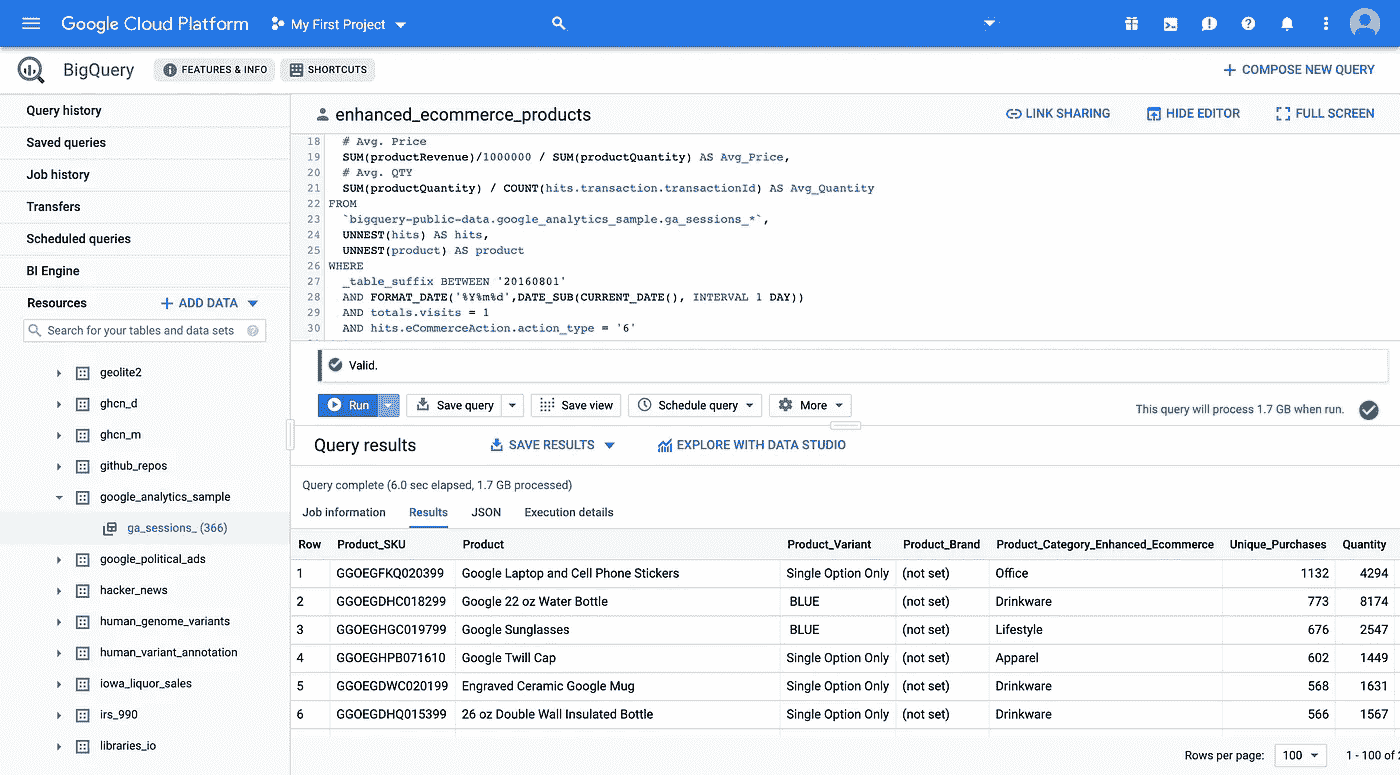 Google Cloud Platform My First Project
BigQuery FEATURES & INFO SHORTCUTS + COMPOSE NEW QUERY
Query history
Saved queries
Job history
Transfers
Scheduled queries
BI Engine
Resources + ADD DATA
Search for your tables and data sets
geolite2
ghcn_d
ghcn_m
github_repos
google_analytics_sample
ga_sessions_ (366)
google_political_ads
hacker_news
human_genome_variants
human_variant_annotation
iowa_liquor_sales
irs_990
libraries_io
enhanced_ecommerce_products LINK SHARING HIDE EDITOR FULL SCREEN
18 # Avg. Price
19 SUM(productRevenue)/1000000 / SUM(productQuantity) AS Avg_Price,
20 # Avg. QTY
21 SUM(productQuantity) / COUNT(hits.transaction.transactionId) AS Avg_Quantity
22 FROM
23 `bigquery-public-data.google_analytics_sample.ga_sessions_*`,
24 UNNEST(hits) AS hits,
25 UNNEST(product) AS product
26 WHERE
27 _table_suffix BETWEEN '20160801'
28 AND FORMAT_DATE('%Y%m%d',DATE_SUB(CURRENT_DATE(), INTERVAL 1 DAY))
29 AND totals.visits = 1
30 AND hits.eCommerceAction.action_type = '6'
Valid.
Run Save query Save view Schedule query More This query will process 1.7 GB when run.
Query results SAVE RESULTS EXPLORE WITH DATA STUDIO
Query complete (6.0 sec elapsed, 1.7 GB processed)
Job information Results JSON Execution details
Row Product_SKU Product Product_Variant Product_Brand Product_Category_Enhanced_Ecommerce Unique_Purchases Quantity
1 GGOEGFKQ020399 Google Laptop and Cell Phone Stickers Single Option Only (not set) Office 1132 4294
2 GGOEGDHC018299 Google 22 oz Water Bottle BLUE (not set) Drinkware 773 8174
3 GGOEGHGC019799 Google Sunglasses BLUE (not set) Lifestyle 676 2547
4 GGOEGHPB071610 Google Twill Cap Single Option Only (not set) Apparel 602 1449
5 GGOEGDWC020199 Engraved Ceramic Google Mug Single Option Only (not set) Drinkware 568 1631
6 GGOEGDHQ015399 26 oz Double Wall Insulated Bottle Single Option Only (not set) Drinkware 566 1567
Rows per page: 100 1 - 100 of